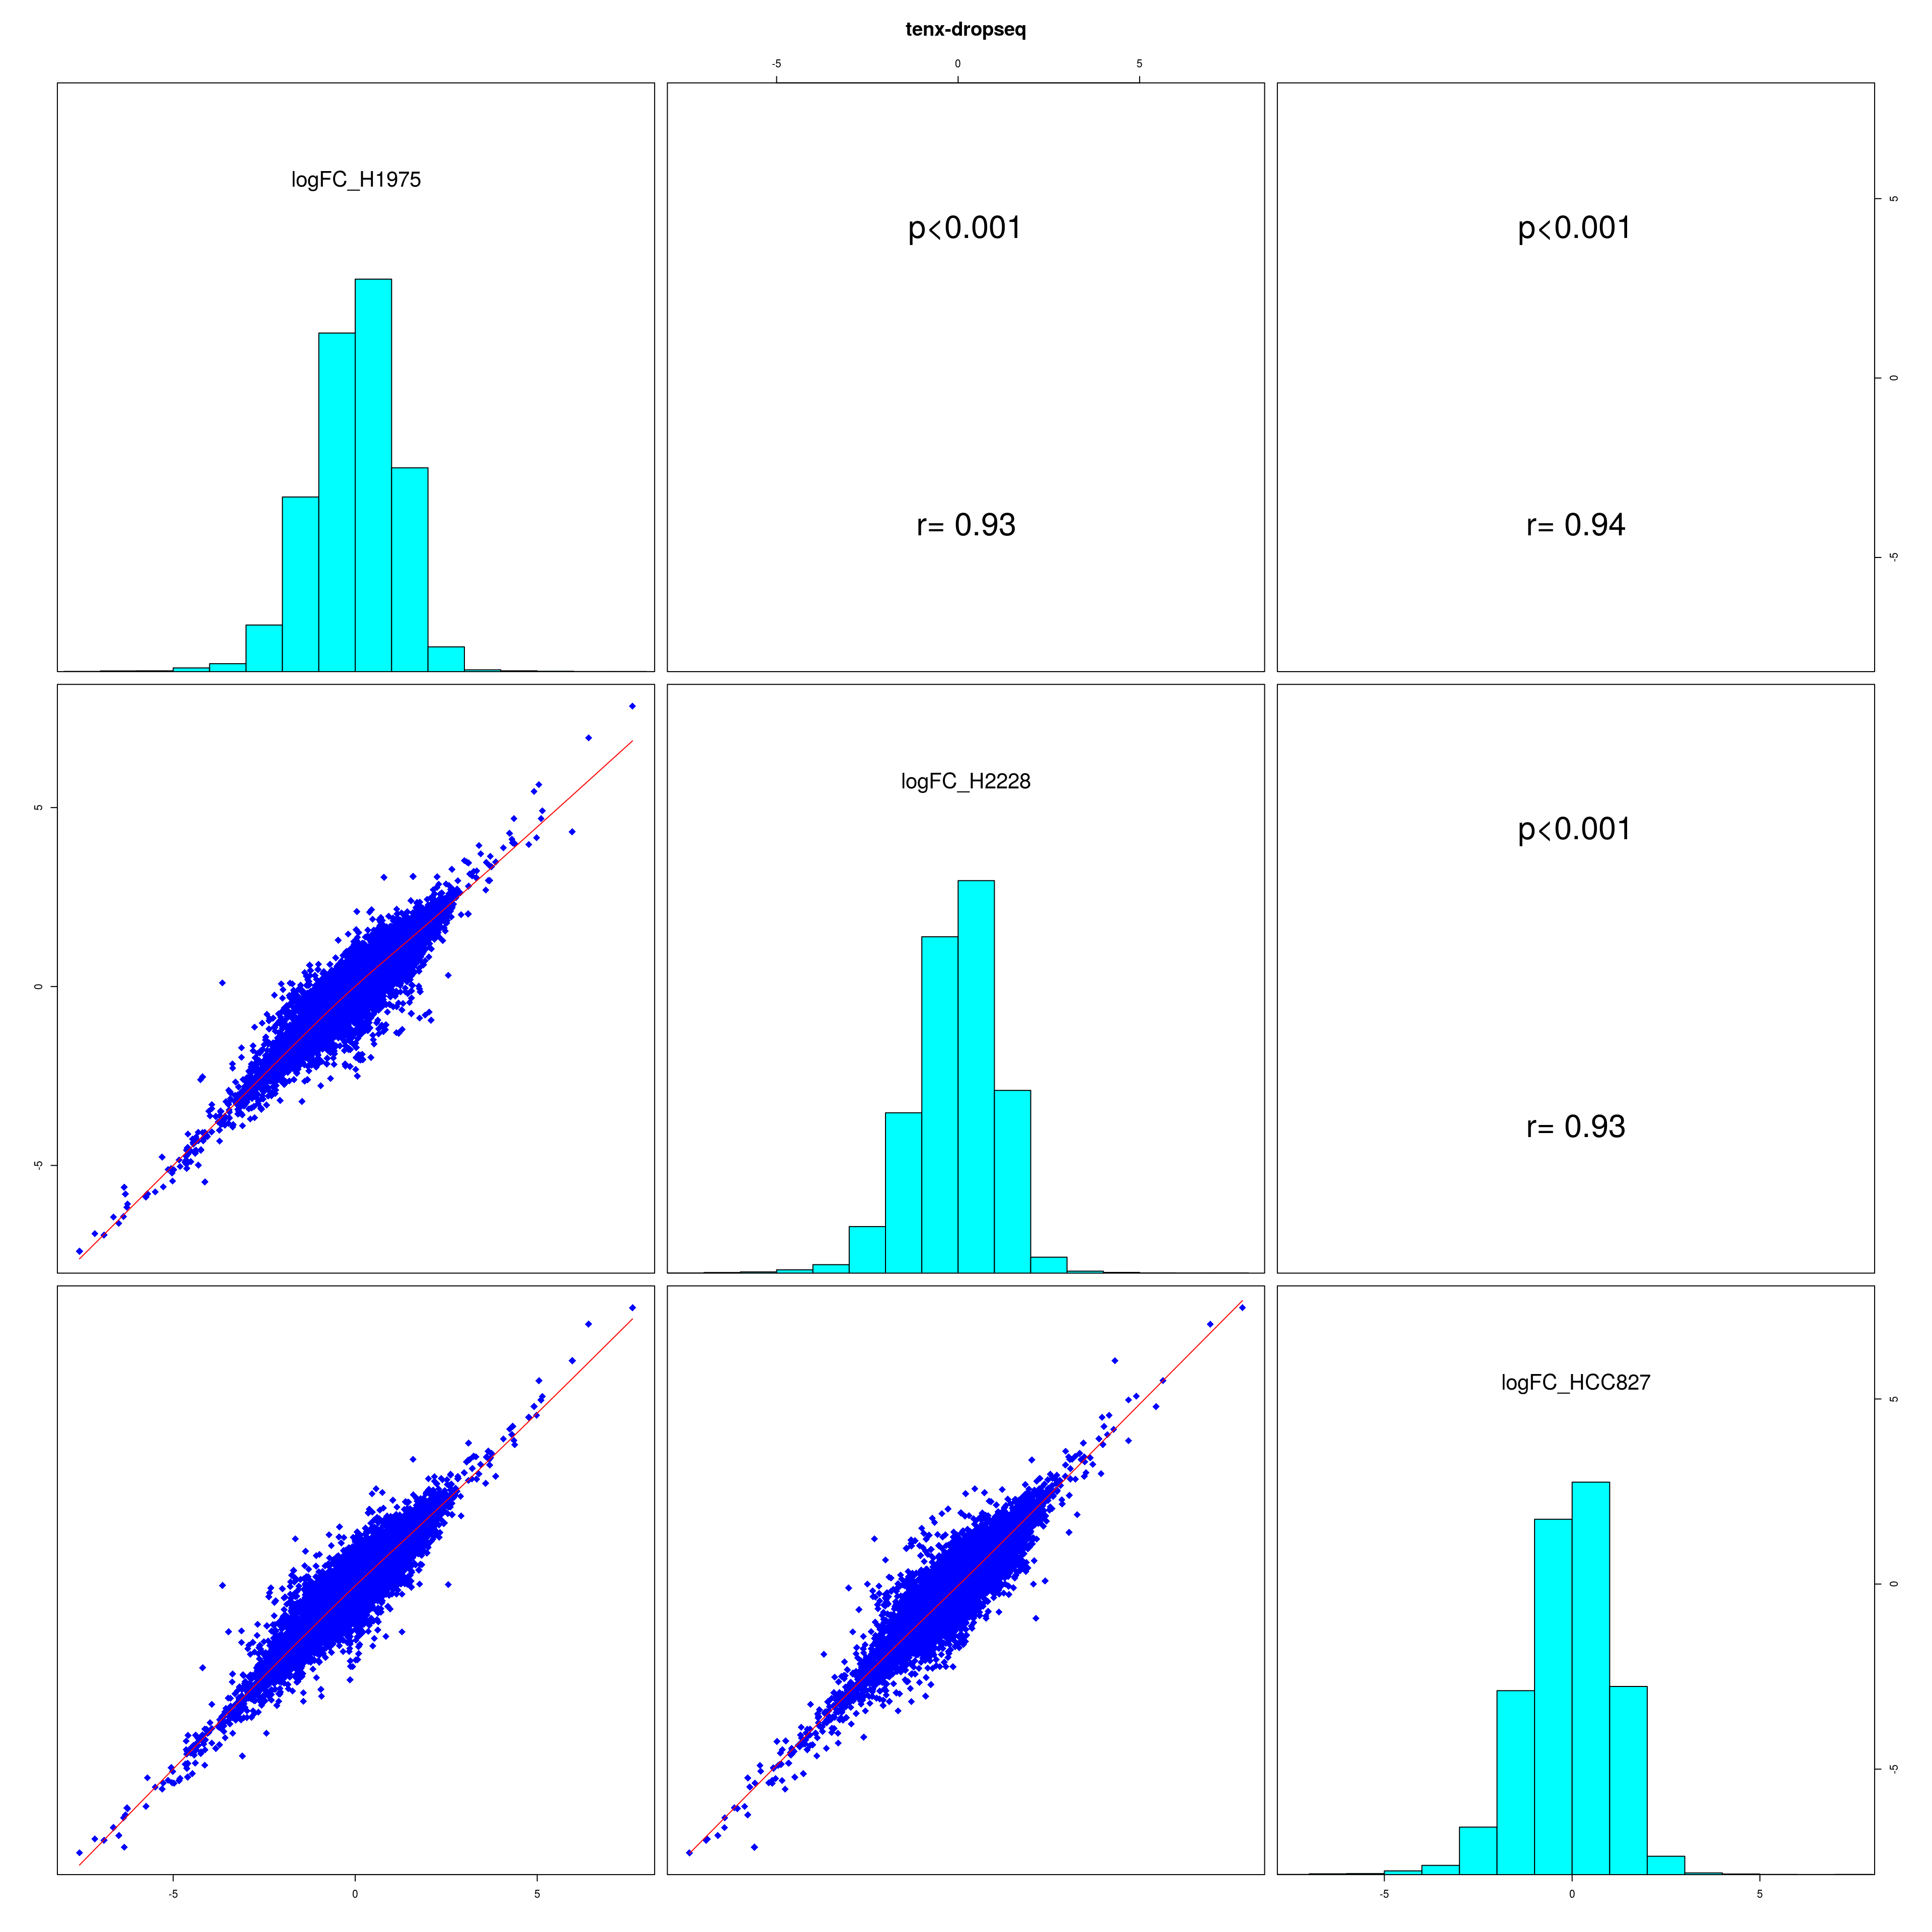 tenx-dropseq
-5 0 5
logFC_H1975
p<0.001
p<0.001
r= 0.93
r= 0.94
5
0
-5
5
0
-5
logFC_H2228
p<0.001
r= 0.93
logFC_HCC827
5
0
-5
-5 0 5
-5 0 5